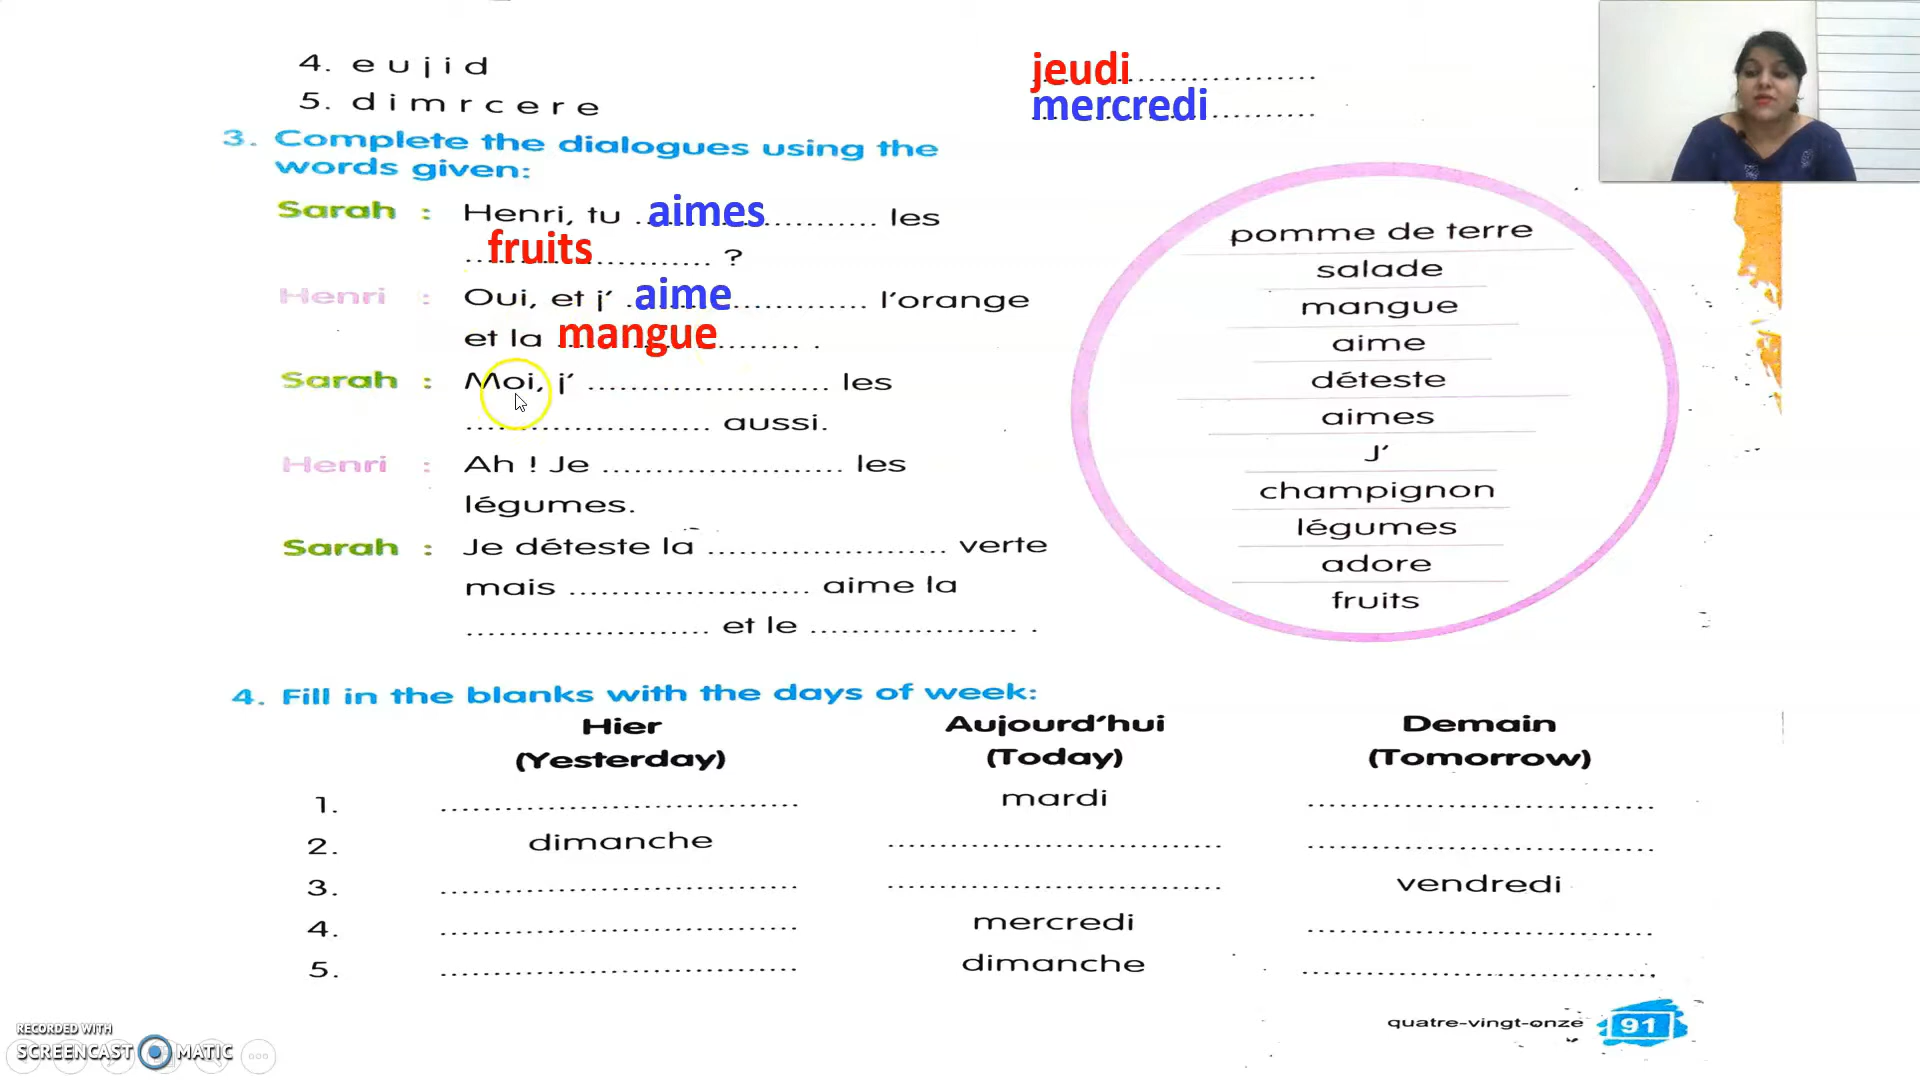 4. e u j i d
jeudi
5. d i m r c e r e
mercredi
3. Complete the dialogues using the
words given:
Sarah : Henri, tu ...aimes........... les
...fruits.............. ?
Henri : Oui, et j' ...aime.............. l'orange
et la mangue......... .
Sarah : Moi, j' ........................ les
........................ aussi.
Henri : Ah ! Je ........................ les
légumes.
Sarah : Je déteste la ........................ verte
mais ........................ aime la
........................ et le .................... .
pomme de terre
salade
mangue
aime
déteste
aimes
J'
champignon
légumes
adore
fruits
4. Fill in the blanks with the days of week:
Hier Aujourd'hui Demain
(Yesterday) (Today) (Tomorrow)
1. .................................... mardi ....................................
2. dimanche .................................... ....................................
3. .................................... .................................... vendredi
4. .................................... mercredi ....................................
5. .................................... dimanche ....................................
quatre-vingt-onze 91
RECORDED WITH
SCREENCAST MATIC